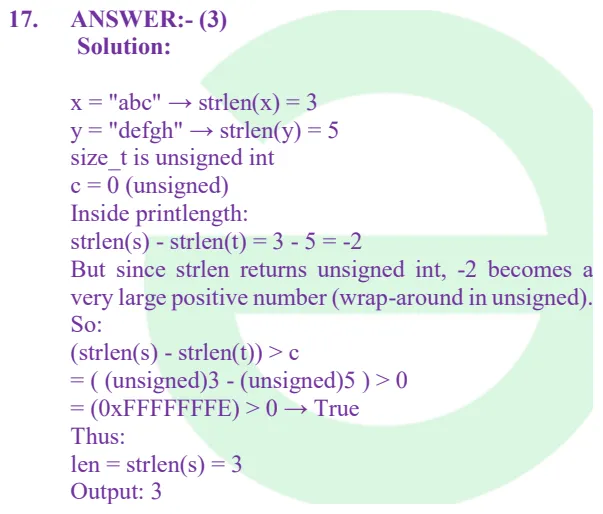 17. ANSWER:- (3)
Solution:
x = "abc" → strlen(x) = 3
y = "defgh" → strlen(y) = 5
size_t is unsigned int
c = 0 (unsigned)
Inside printlength:
strlen(s) - strlen(t) = 3 - 5 = -2
But since strlen returns unsigned int, -2 becomes a
very large positive number (wrap-around in unsigned).
So:
(strlen(s) - strlen(t)) > c
= ( (unsigned)3 - (unsigned)5 ) > 0
= (0xFFFFFFFE) > 0 → True
Thus:
len = strlen(s) = 3
Output: 3